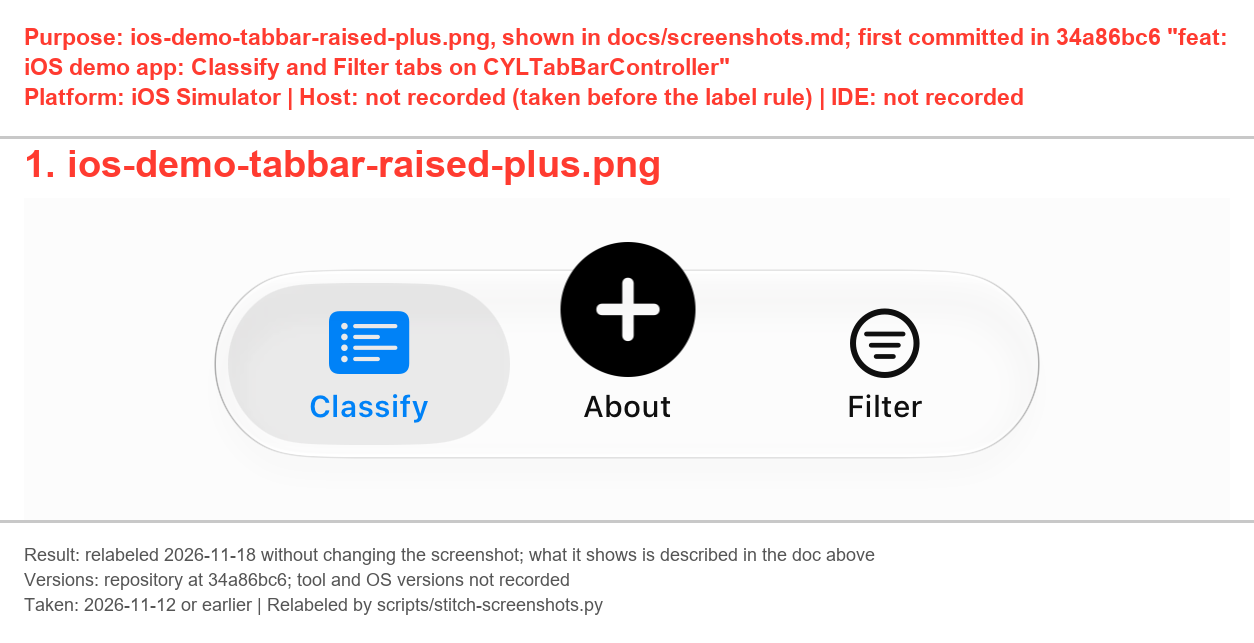 Purpose: ios-demo-tabbar-raised-plus.png, shown in docs/screenshots.md; first committed in 34a86bc6 "feat:
iOS demo app: Classify and Filter tabs on CYLTabBarController"
Platform: iOS Simulator | Host: not recorded (taken before the label rule) | IDE: not recorded
1. ios-demo-tabbar-raised-plus.png
Classify
About
Filter
Result: relabeled 2026-11-18 without changing the screenshot; what it shows is described in the doc above
Versions: repository at 34a86bc6; tool and OS versions not recorded
Taken: 2026-11-12 or earlier | Relabeled by scripts/stitch-screenshots.py